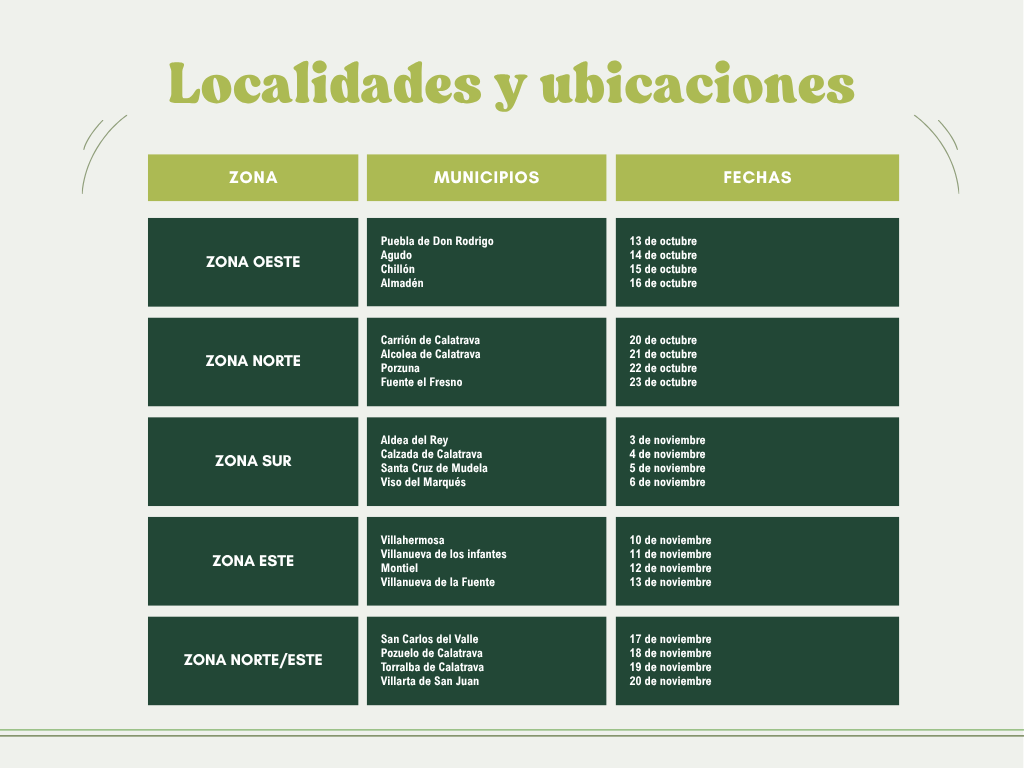 Localidades y ubicaciones
ZONA
MUNICIPIOS
FECHAS
ZONA OESTE
Puebla de Don Rodrigo
Agudo
Chillón
Almadén
13 de octubre
14 de octubre
15 de octubre
16 de octubre
ZONA NORTE
Carrión de Calatrava
Alcolea de Calatrava
Porzuna
Fuente el Fresno
20 de octubre
21 de octubre
22 de octubre
23 de octubre
ZONA SUR
Aldea del Rey
Calzada de Calatrava
Santa Cruz de Mudela
Viso del Marqués
3 de noviembre
4 de noviembre
5 de noviembre
6 de noviembre
ZONA ESTE
Villahermosa
Villanueva de los infantes
Montiel
Villanueva de la Fuente
10 de noviembre
11 de noviembre
12 de noviembre
13 de noviembre
ZONA NORTE/ESTE
San Carlos del Valle
Pozuelo de Calatrava
Torralba de Calatrava
Villarta de San Juan
17 de noviembre
18 de noviembre
19 de noviembre
20 de noviembre